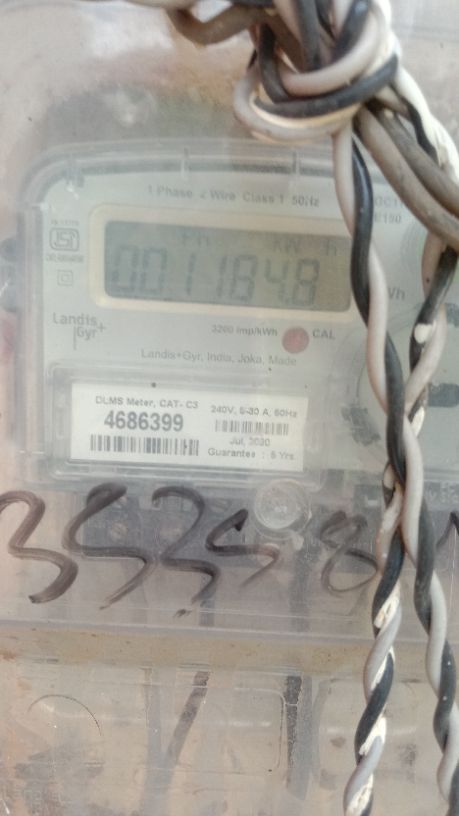 1 Phase 2 Wire Class 1 50Hz
kW h
001184.8
Landis+
Gyr
3200 imp/kWh
CAL
Landis+Gyr, India, Joka, Made
DLMS Meter, CAT- C3
4686399
240V, 5-30 A, 50Hz
Jul, 2020
Guarantee : 5 Yrs.